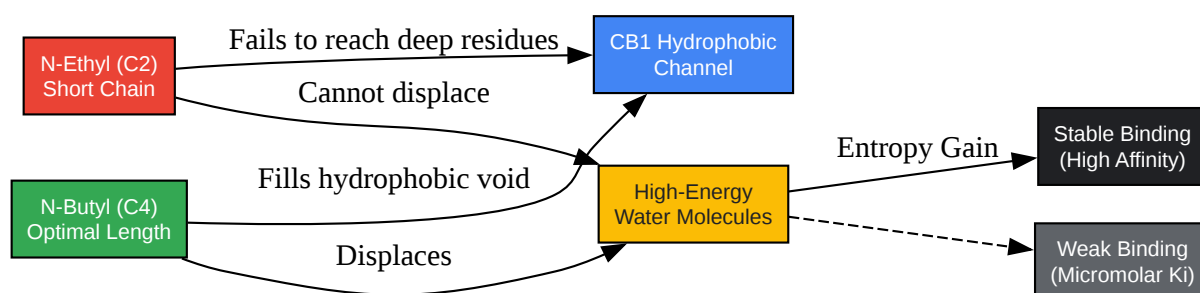 N-Ethyl (C2)
Short Chain
Fails to reach deep residues
CB1 Hydrophobic
Channel
Cannot displace
Fills hydrophobic void
N-Butyl (C4)
Optimal Length
Displaces
High-Energy
Water Molecules
Entropy Gain
Stable Binding
(High Affinity)
Weak Binding
(Micromolar Ki)